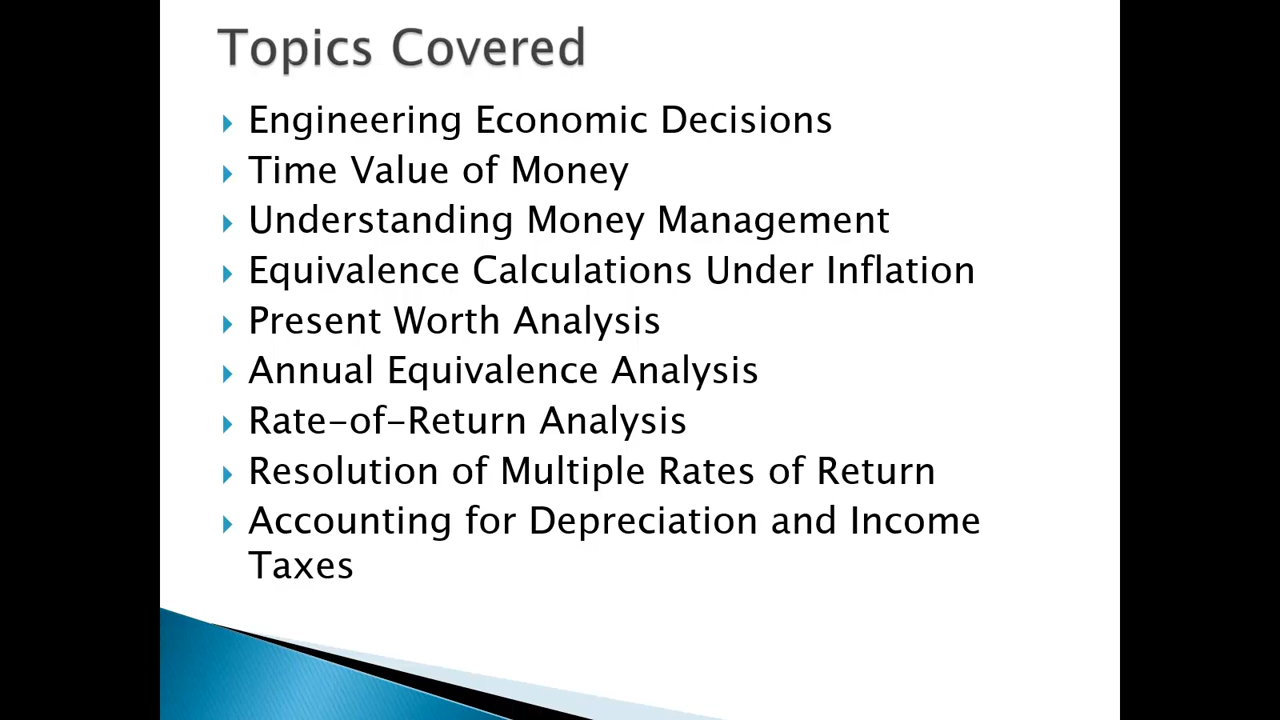 Topics Covered
Engineering Economic Decisions
Time Value of Money
Understanding Money Management
Equivalence Calculations Under Inflation
Present Worth Analysis
Annual Equivalence Analysis
Rate-of-Return Analysis
Resolution of Multiple Rates of Return
Accounting for Depreciation and Income
Taxes